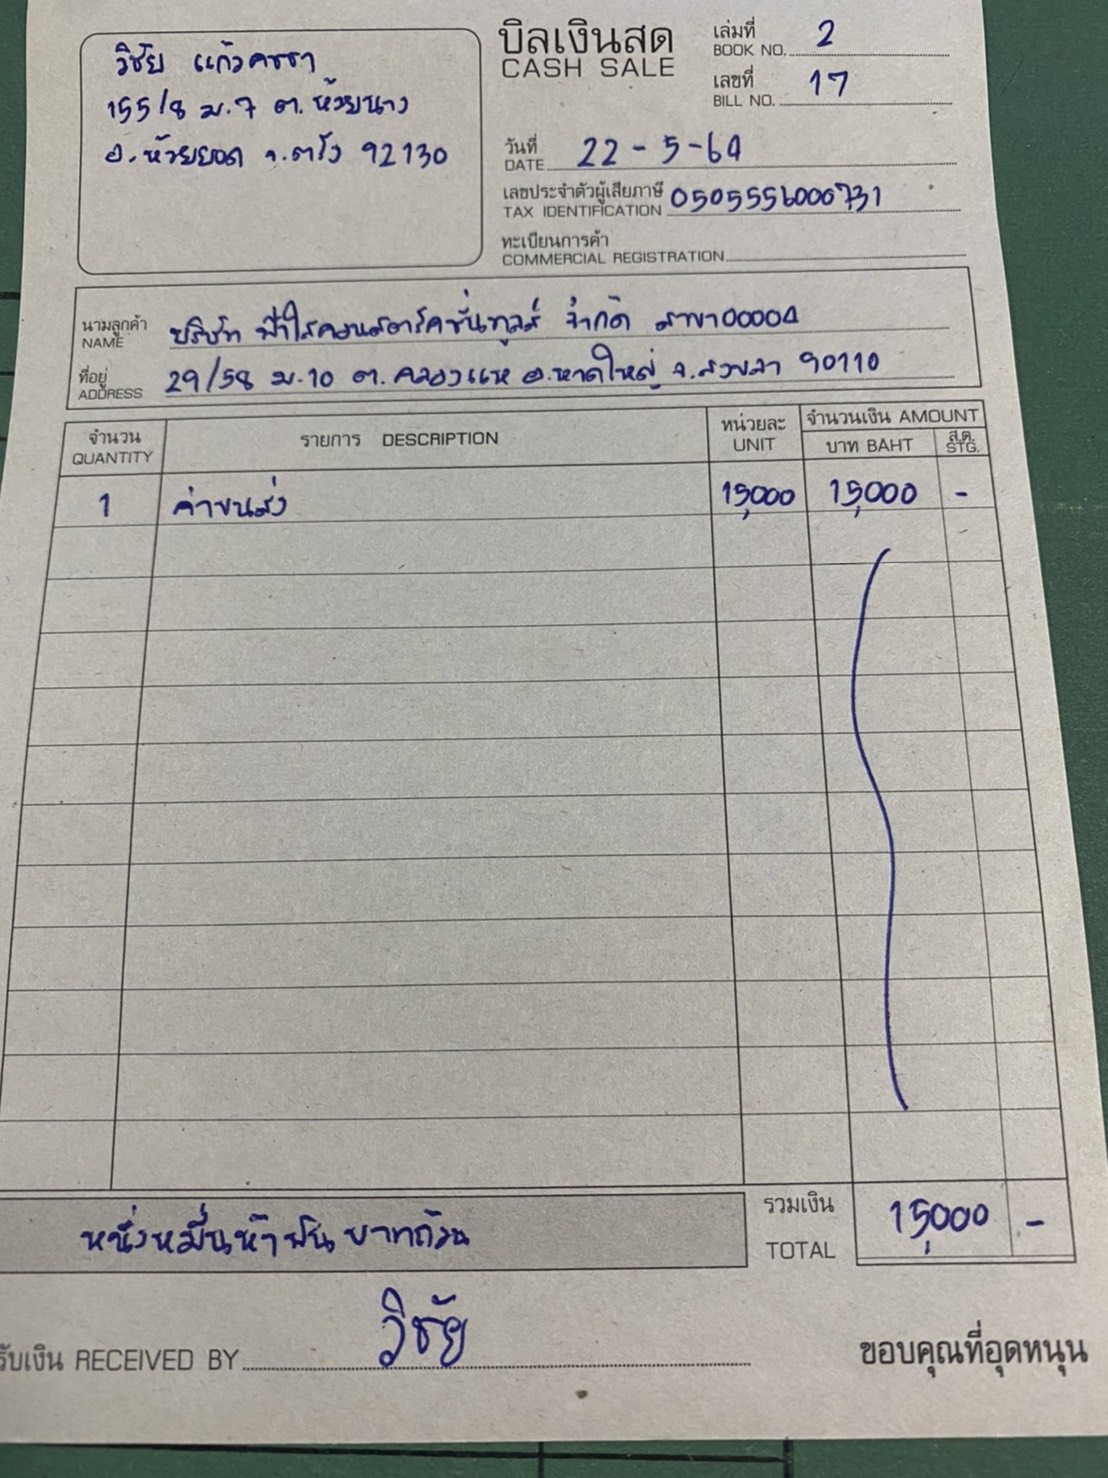 วิชัย แก้วคชชา
155/8 ม.7 ต.ห้วยนาง
อ.ห้วยยอด จ.ตรัง 92130
บิลเงินสด
CASH SALE
เล่มที่
BOOK NO. 2
เลขที่
BILL NO. 17
วันที่
DATE 22-5-64
เลขประจำตัวผู้เสียภาษี
TAX IDENTIFICATION 0505556006731
ทะเบียนการค้า
COMMERCIAL REGISTRATION
นามลูกค้า
NAME บริษัท ฟ้าใสคอนสตรัคชั่นทูลส์ จำกัด สาขา00004
ที่อยู่
ADDRESS 29/58 ม.10 ต.คลองแห อ.หาดใหญ่ จ.สงขลา 90110
จำนวน รายการ DESCRIPTION หน่วยละ จำนวนเงิน AMOUNT
QUANTITY UNIT บาท BAHT ส.ต. STG.
1 ค่าขนส่ง 15,000 15,000 -
หนึ่งหมื่นห้าพันบาทถ้วน
รวมเงิน
TOTAL 15,000 -
รับเงิน RECEIVED BY วิชัย
ขอบคุณที่อุดหนุน